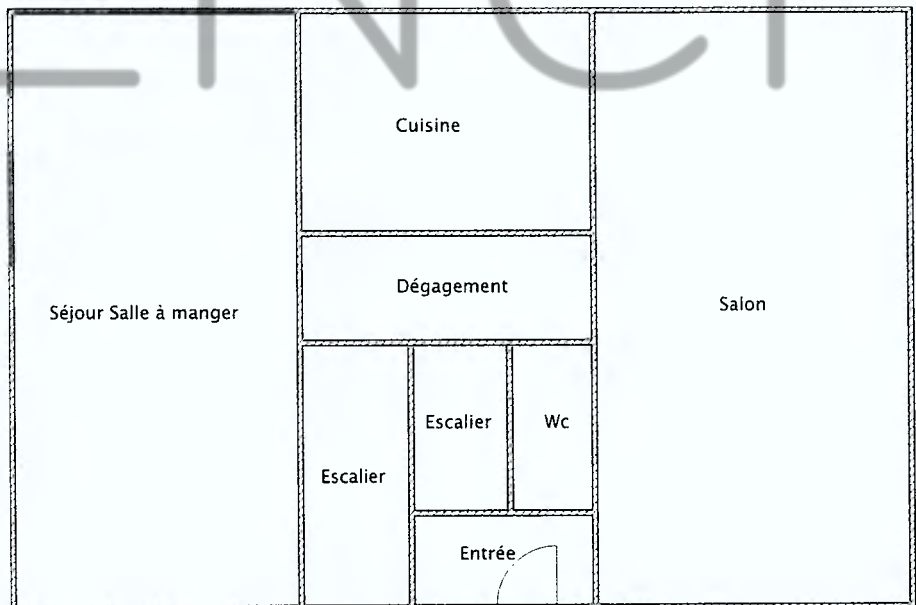 Cuisine
Dégagement
Séjour Salle à manger
Salon
Escalier
Wc
Escalier
Entrée